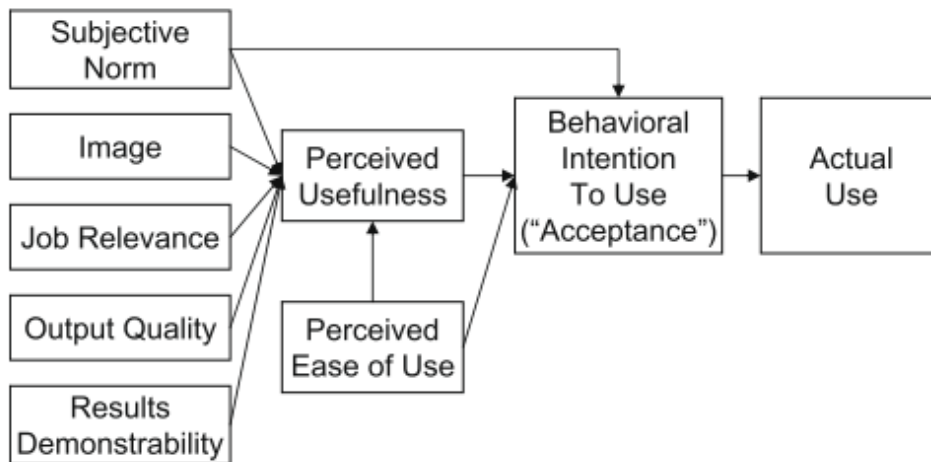 Subjective
Norm
Image
Job Relevance
Output Quality
Results
Demonstrability
Perceived
Usefulness
Perceived
Ease of Use
Behavioral
Intention
To Use
(“Acceptance”)
Actual
Use